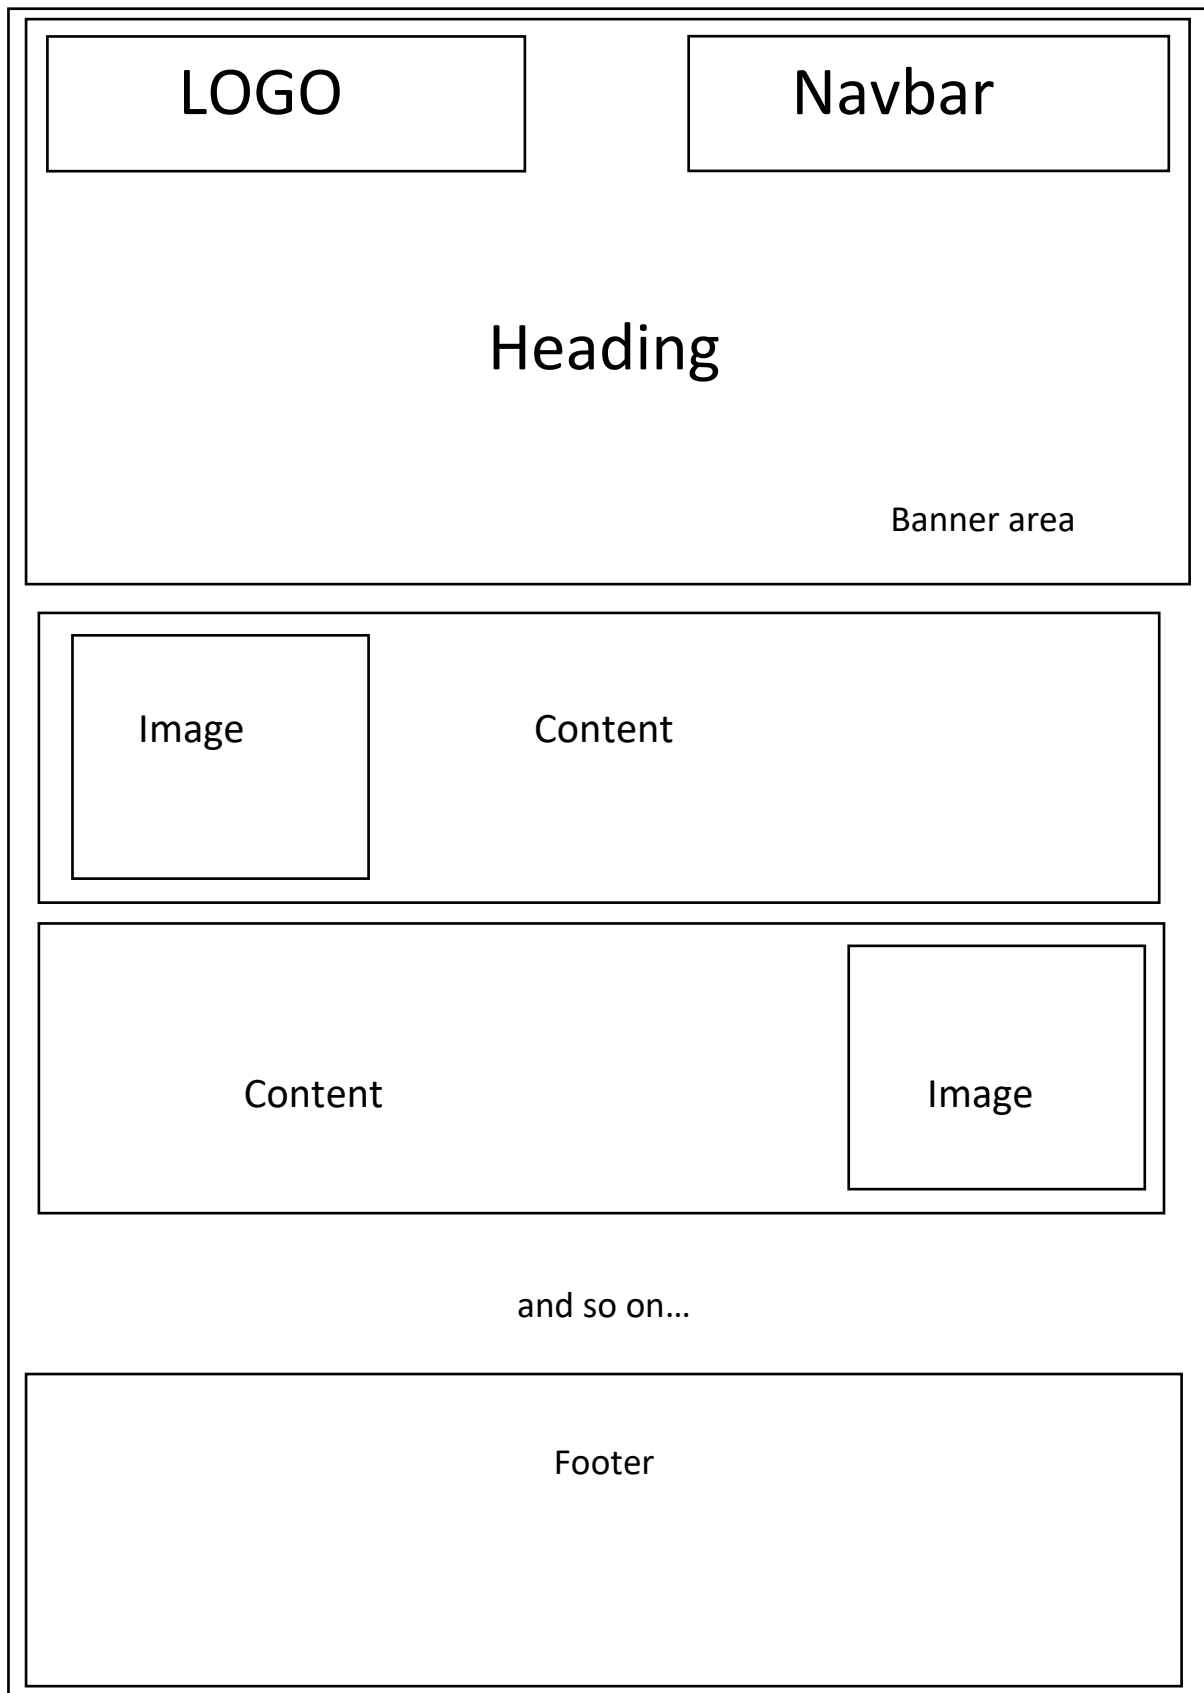 LOGO
Navbar
Heading
Banner area
Image
Content
Content
Image
and so on…
Footer